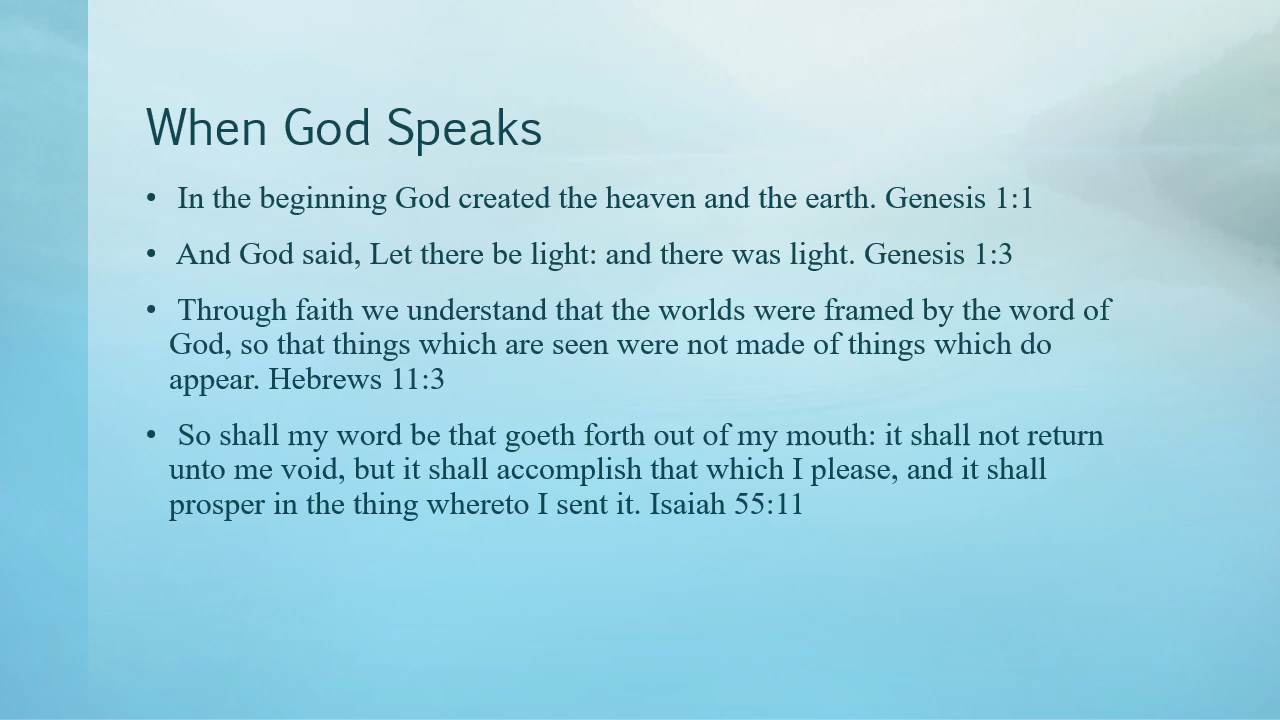 When God Speaks
• In the beginning God created the heaven and the earth. Genesis 1:1
• And God said, Let there be light: and there was light. Genesis 1:3
• Through faith we understand that the worlds were framed by the word of
God, so that things which are seen were not made of things which do
appear. Hebrews 11:3
• So shall my word be that goeth forth out of my mouth: it shall not return
unto me void, but it shall accomplish that which I please, and it shall
prosper in the thing whereto I sent it. Isaiah 55:11